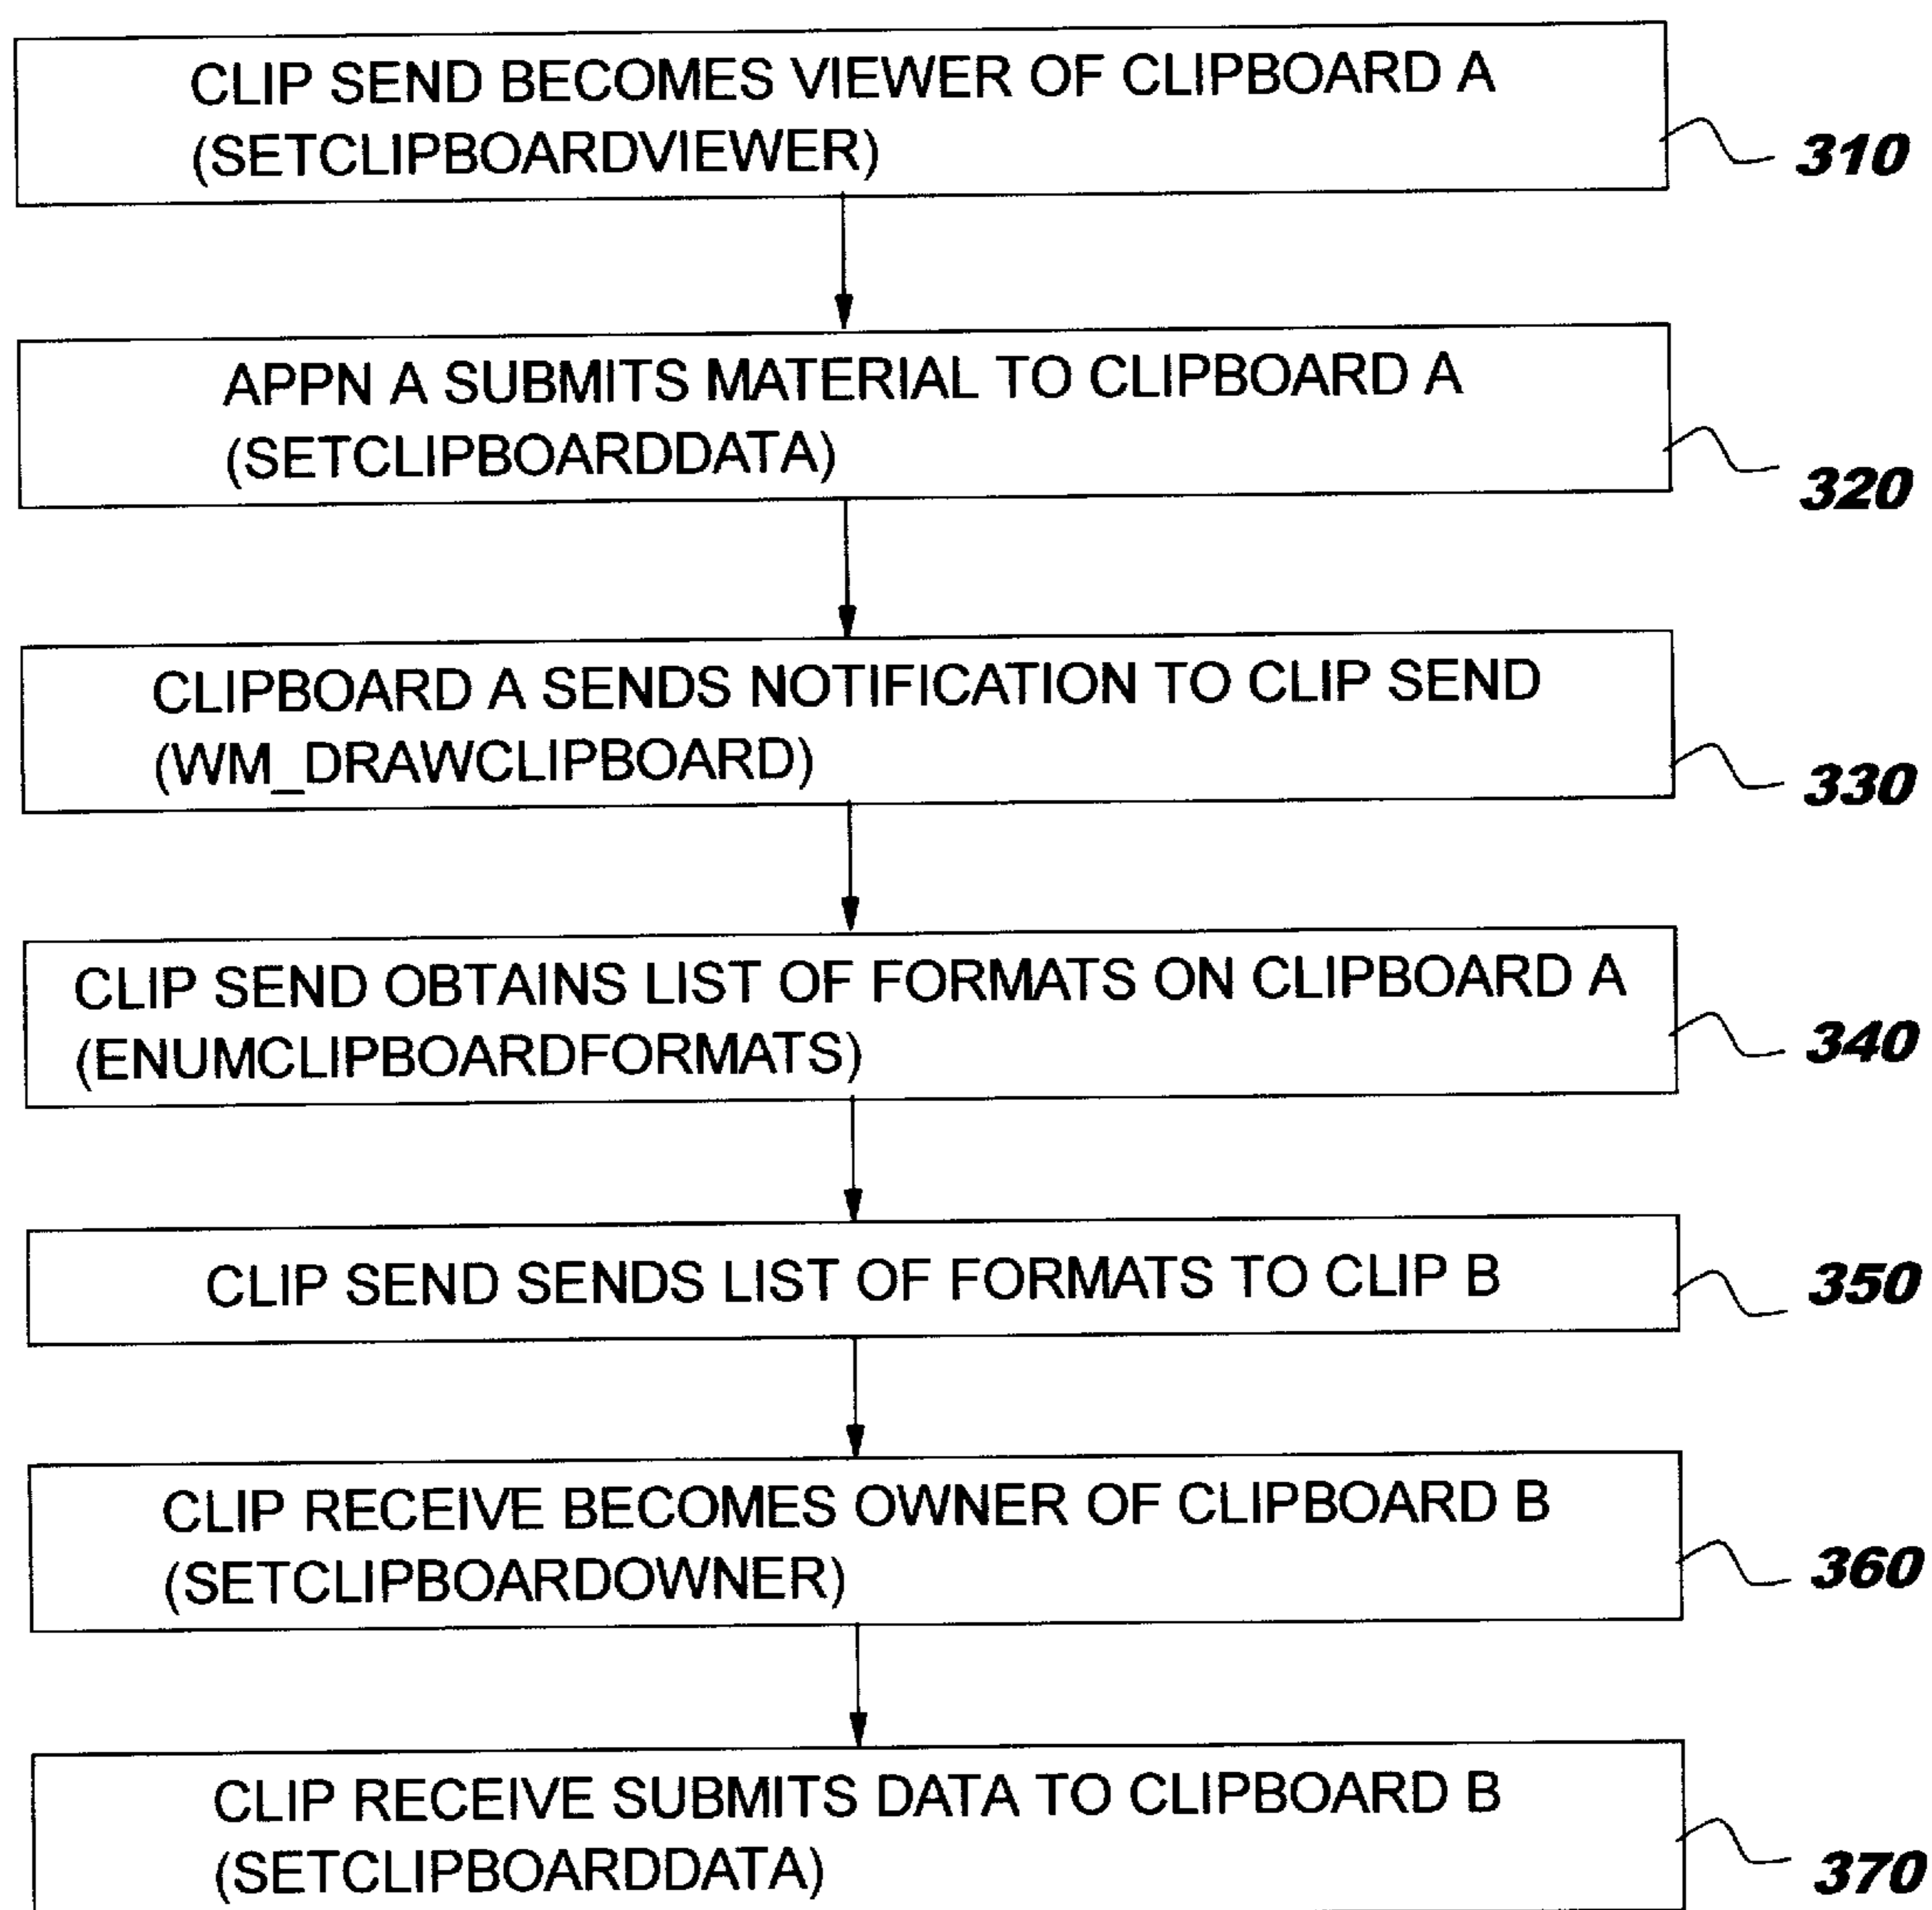 CLIP SEND BECOMES VIEWER OF CLIPBOARD A
(SETCLIPBOARDVIEWER)
310
APPN A SUBMITS MATERIAL TO CLIPBOARD A
(SETCLIPBOARDDATA)
320
CLIPBOARD A SENDS NOTIFICATION TO CLIP SEND
(WM_DRAWCLIPBOARD)
330
CLIP SEND OBTAINS LIST OF FORMATS ON CLIPBOARD A
(ENUMCLIPBOARDFORMATS)
340
CLIP SEND SENDS LIST OF FORMATS TO CLIP B
350
CLIP RECEIVE BECOMES OWNER OF CLIPBOARD B
(SETCLIPBOARDOWNER)
360
CLIP RECEIVE SUBMITS DATA TO CLIPBOARD B
(SETCLIPBOARDDATA)
370